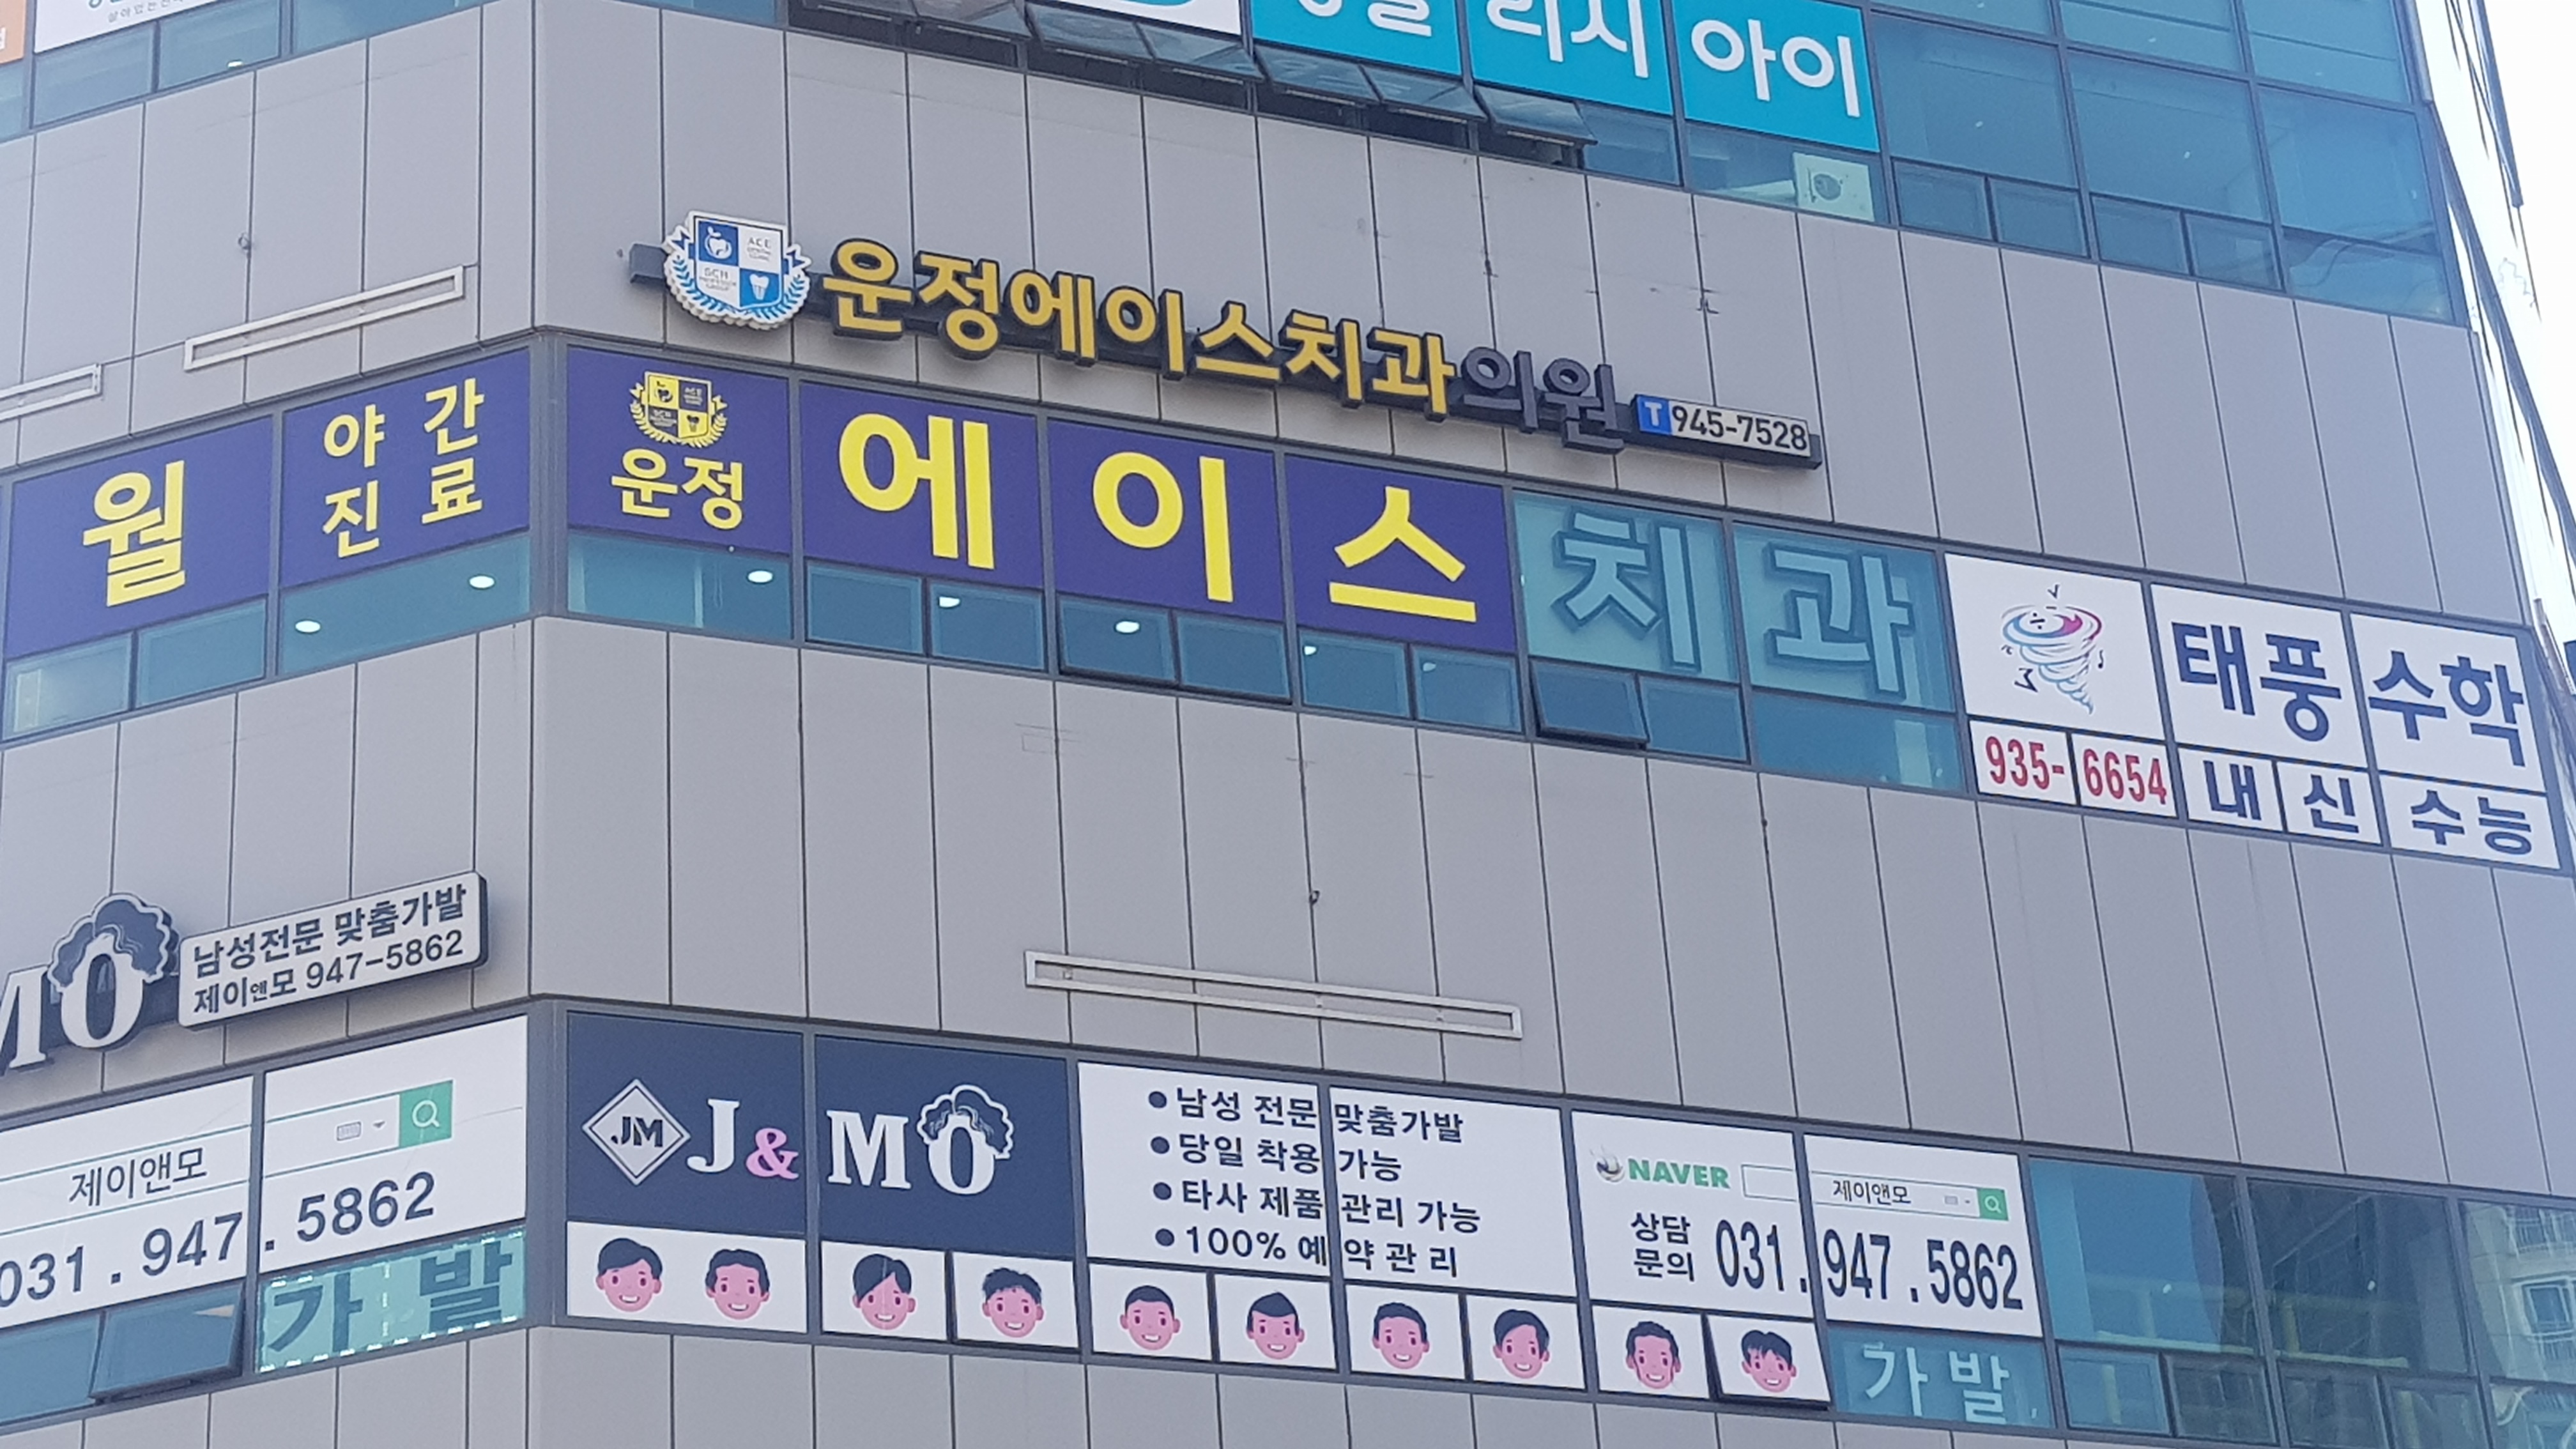 리시아이
ACE
운정에이스치과의원
T 945-7528
월
야간
진료
운정
에이스치과
태풍수학
935-6654
내신 수능
MO
남성전문 맞춤가발
제이앤모 947-5862
제이앤모
031.947.5862
가발
JM J&MO
●남성 전문 맞춤가발
●당일 착용 가능
●타사 제품 관리 가능
●100% 예약관리
NAVER 제이앤모
상담
문의 031.947.5862
가발